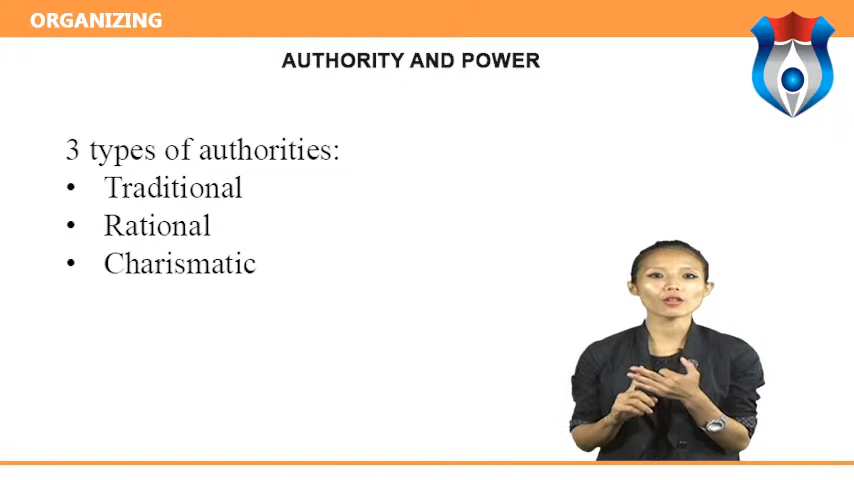 ORGANIZING
AUTHORITY AND POWER
3 types of authorities:
• Traditional
• Rational
• Charismatic